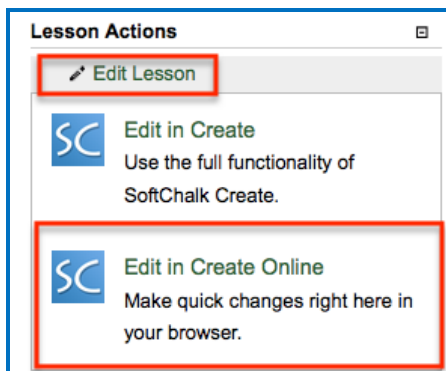 Lesson Actions
Edit Lesson
SC
Edit in Create
Use the full functionality of
SoftChalk Create.
SC
Edit in Create Online
Make quick changes right here in
your browser.